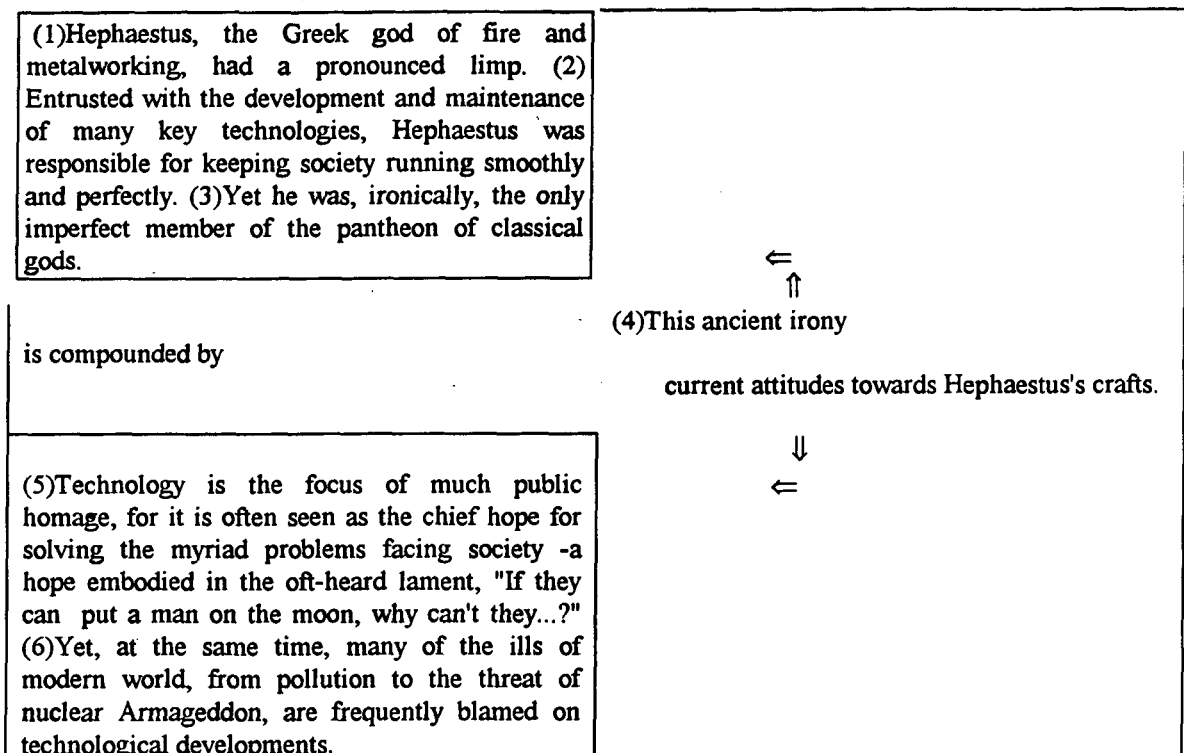 (1)Hephaestus, the Greek god of fire and
metalworking, had a pronounced limp. (2)
Entrusted with the development and maintenance
of many key technologies, Hephaestus was
responsible for keeping society running smoothly
and perfectly. (3)Yet he was, ironically, the only
imperfect member of the pantheon of classical
gods.
⇐
⇑
(4)This ancient irony
is compounded by
current attitudes towards Hephaestus's crafts.
⇓
⇐
(5)Technology is the focus of much public
homage, for it is often seen as the chief hope for
solving the myriad problems facing society -a
hope embodied in the oft-heard lament, "If they
can put a man on the moon, why can't they...?"
(6)Yet, at the same time, many of the ills of
modern world, from pollution to the threat of
nuclear Armageddon, are frequently blamed on
technological developments.